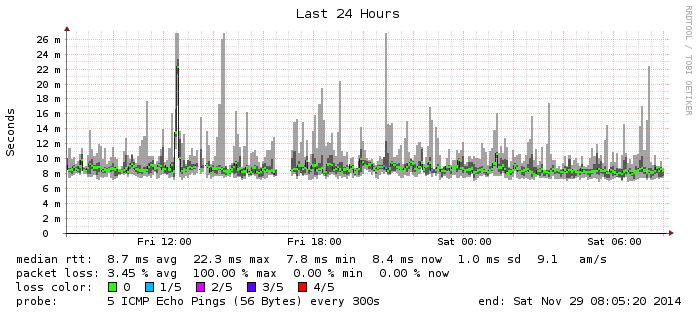 Last 24 Hours
RRDTOOL / TOBI OETIKER
Seconds
26 m
24 m
22 m
20 m
18 m
16 m
14 m
12 m
10 m
8 m
6 m
4 m
2 m
0
Fri 12:00 Fri 18:00 Sat 00:00 Sat 06:00
median rtt: 8.7 ms avg 22.3 ms max 7.8 ms min 8.4 ms now 1.0 ms sd 9.1 am/s
packet loss: 3.45 % avg 100.00 % max 0.00 % min 0.00 % now
loss color: 0 1/5 2/5 3/5 4/5
probe: 5 ICMP Echo Pings (56 Bytes) every 300s end: Sat Nov 29 08:05:20 2014